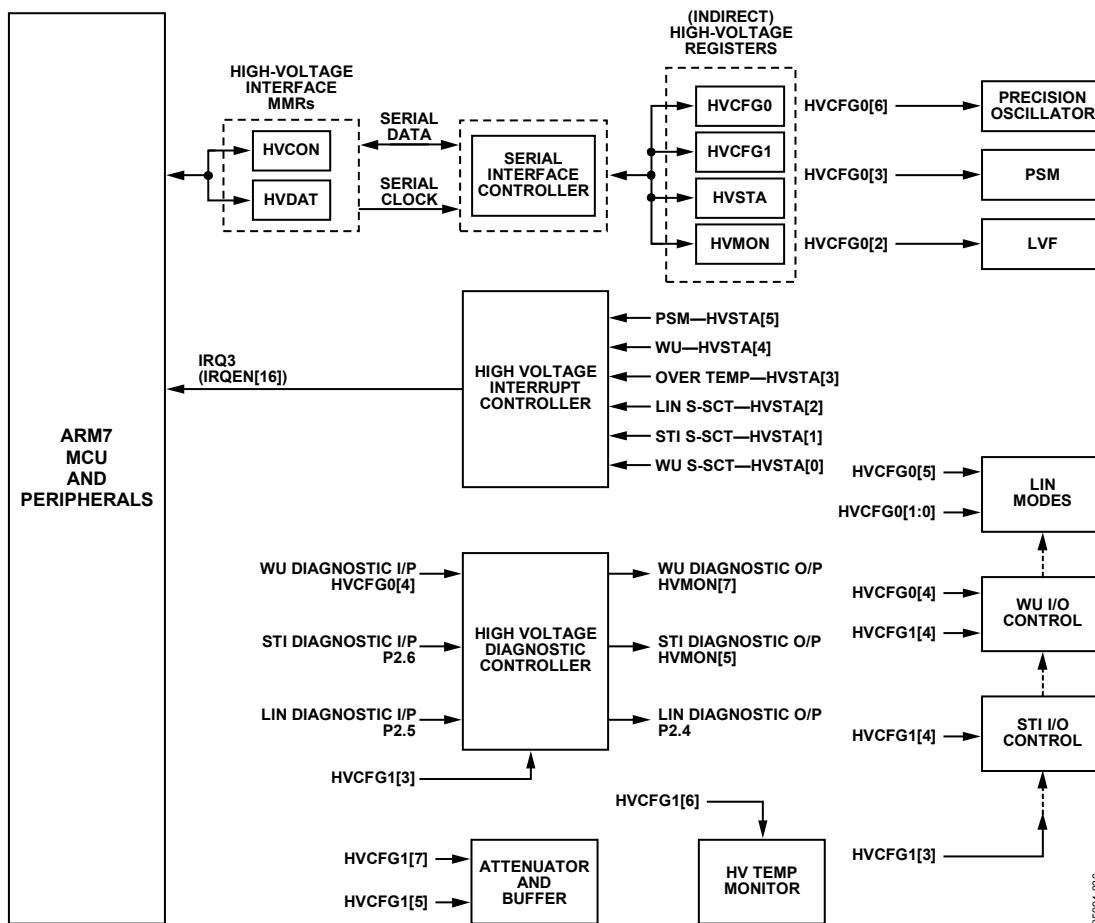 (INDIRECT)
HIGH-VOLTAGE
REGISTERS
HIGH-VOLTAGE
INTERFACE
MMRs
HVCON
HVDAT
SERIAL
DATA
SERIAL
CLOCK
SERIAL
INTERFACE
CONTROLLER
HVCFG0
HVCFG1
HVSTA
HVMON
HVCFG0[6]
PRECISION
OSCILLATOR
HVCFG0[3]
PSM
HVCFG0[2]
LVF
ARM7
MCU
AND
PERIPHERALS
IRQ3
(IRQEN[16])
HIGH VOLTAGE
INTERRUPT
CONTROLLER
PSM—HVSTA[5]
WU—HVSTA[4]
OVER TEMP—HVSTA[3]
LIN S-SCT—HVSTA[2]
STI S-SCT—HVSTA[1]
WU S-SCT—HVSTA[0]
HVCFG0[5]
HVCFG0[1:0]
LIN
MODES
WU DIAGNOSTIC I/P
HVCFG0[4]
STI DIAGNOSTIC I/P
P2.6
LIN DIAGNOSTIC I/P
P2.5
HIGH VOLTAGE
DIAGNOSTIC
CONTROLLER
HVCFG1[3]
WU DIAGNOSTIC O/P
HVMON[7]
STI DIAGNOSTIC O/P
HVMON[5]
LIN DIAGNOSTIC O/P
P2.4
HVCFG0[4]
HVCFG1[4]
WU I/O
CONTROL
HVCFG1[4]
STI I/O
CONTROL
HVCFG1[3]
HVCFG1[7]
HVCFG1[5]
ATTENUATOR
AND
BUFFER
HVCFG1[6]
HV TEMP
MONITOR